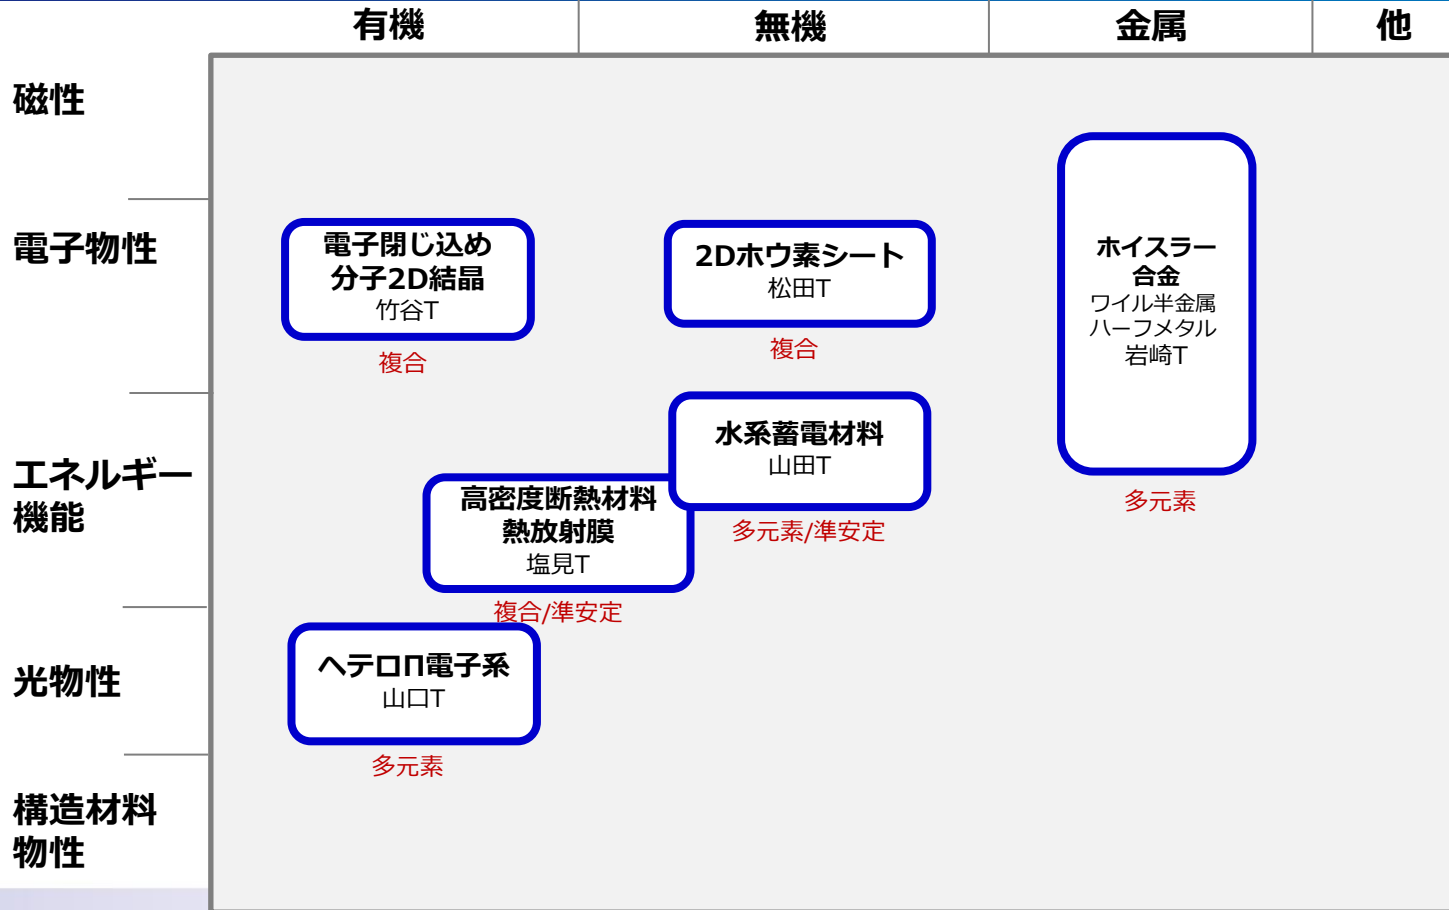 有機 無機 金属 他
磁性
電子物性
エネルギー
機能
光物性
構造材料
物性
電子閉じ込め
分子2D結晶
竹谷T
複合
2Dホウ素シート
松田T
複合
ホイスラー
合金
ワイル半金属
ハーフメタル
岩崎T
多元素
水系蓄電材料
山田T
多元素/準安定
高密度断熱材料
熱放射膜
塩見T
複合/準安定
ヘテロΠ電子系
山口T
多元素